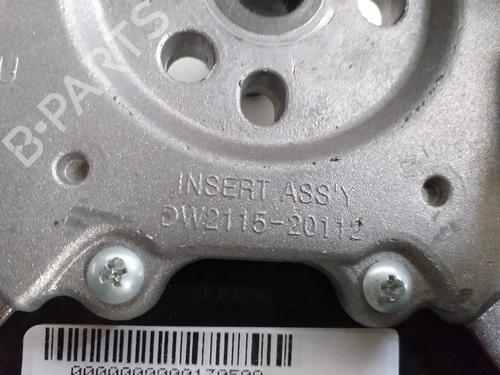 B-PARTS
U
INSERT ASS'Y
DW2115-20112